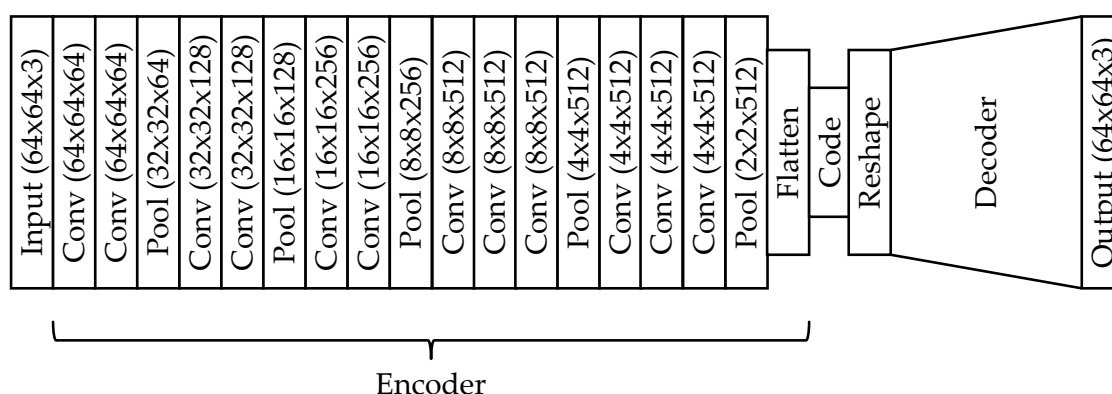 Input (64x64x3)
Conv (64x64x64)
Conv (64x64x64)
Pool (32x32x64)
Conv (32x32x128)
Conv (32x32x128)
Pool (16x16x128)
Conv (16x16x256)
Conv (16x16x256)
Pool (8x8x256)
Conv (8x8x512)
Conv (8x8x512)
Conv (8x8x512)
Pool (4x4x512)
Conv (4x4x512)
Conv (4x4x512)
Conv (4x4x512)
Pool (2x2x512)
Flatten
Code
Reshape
Decoder
Output (64x64x3)
Encoder